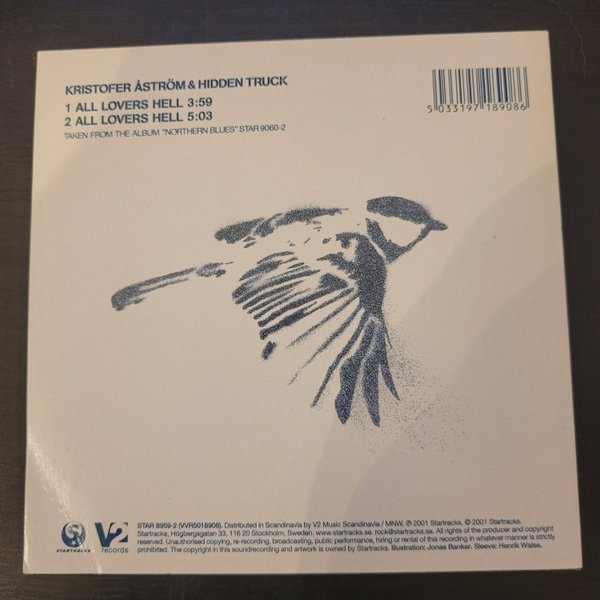 KRISTOFER ÅSTRÖM & HIDDEN TRUCK
1 ALL LOVERS HELL 3:59
2 ALL LOVERS HELL 5:03
TAKEN FROM THE ALBUM "NORTHERN BLUES" STAR 9060-2
5 033197 189086
STARTRACKS
V2
records
STAR 8959-2 (VVR5018908). Distributed in Scandinavia by V2 Music Scandinavia / MNW. ℗ 2001 Startracks. © 2001 Startracks.
Startracks, Högbergsgatan 33, 116 20 Stockholm, Sweden. www.startracks.se. rock@startracks.se. All rights of the producer and copyright
reserved. Unauthorised copying, re-recording, broadcasting, public performance, hiring or rental of this recording in whatever manner is strictly
prohibited. The copyright in this soundrecording and artwork is owned by Startracks. Illustration: Jonas Banker. Sleeve: Henrik Walse.